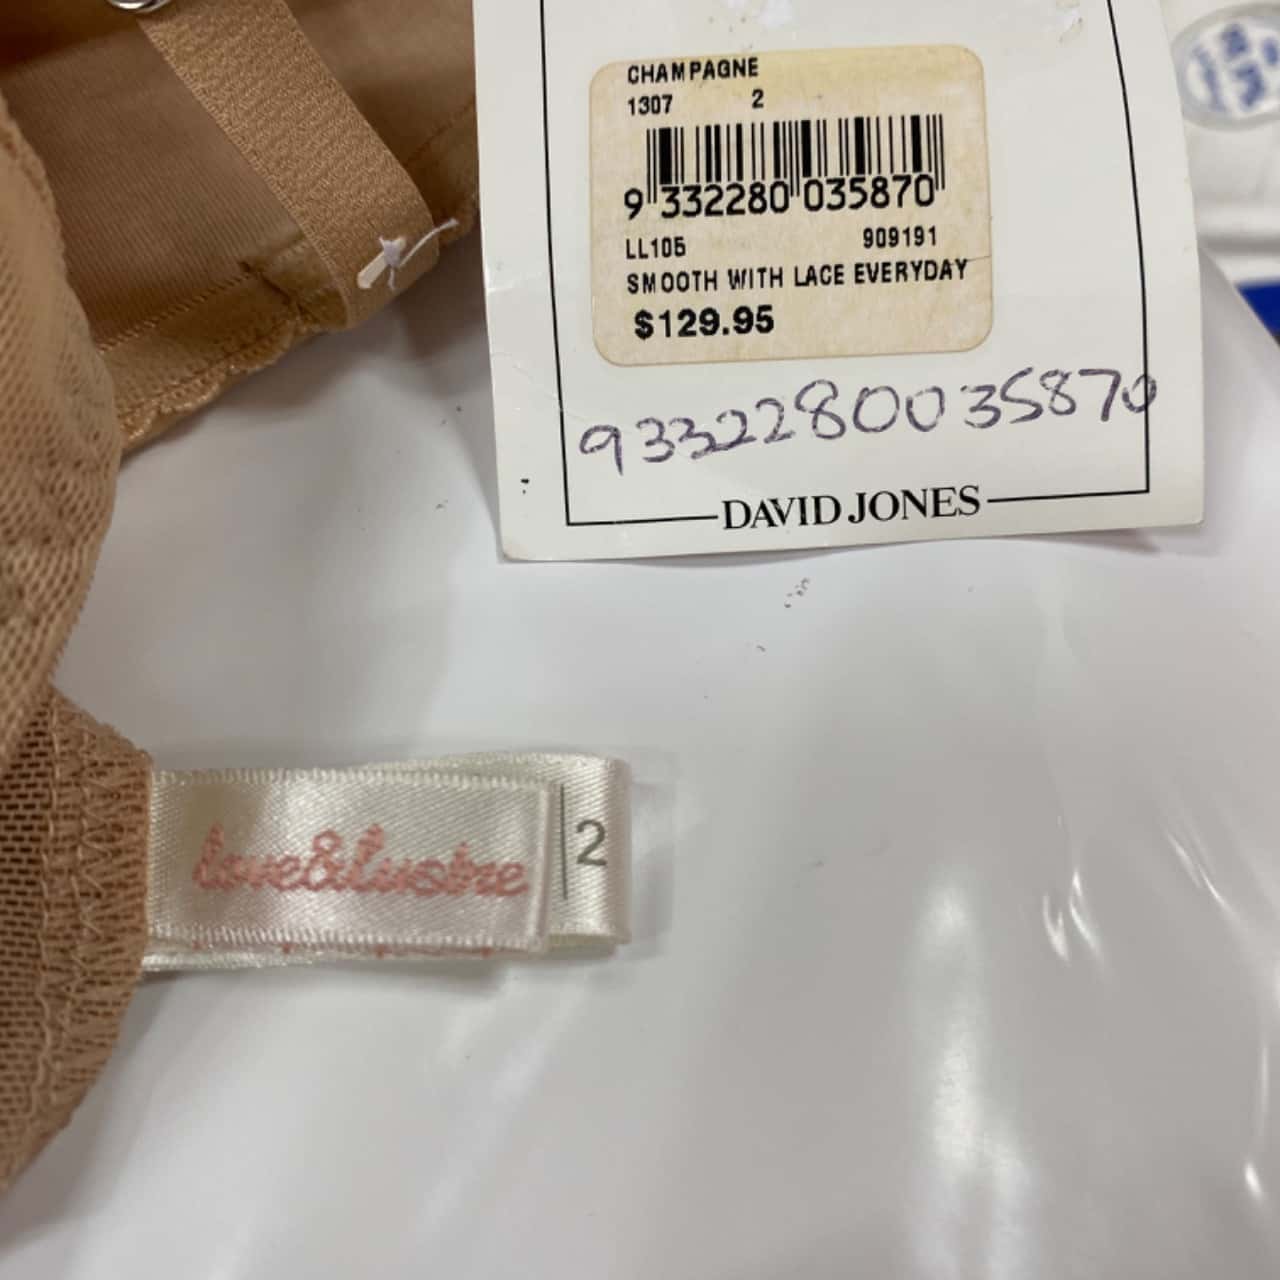 CHAMPAGNE
1307 2
9 332280 035870
LL105 909191
SMOOTH WITH LACE EVERYDAY
$129.95
9332280035870
DAVID JONES
love&lustre
2